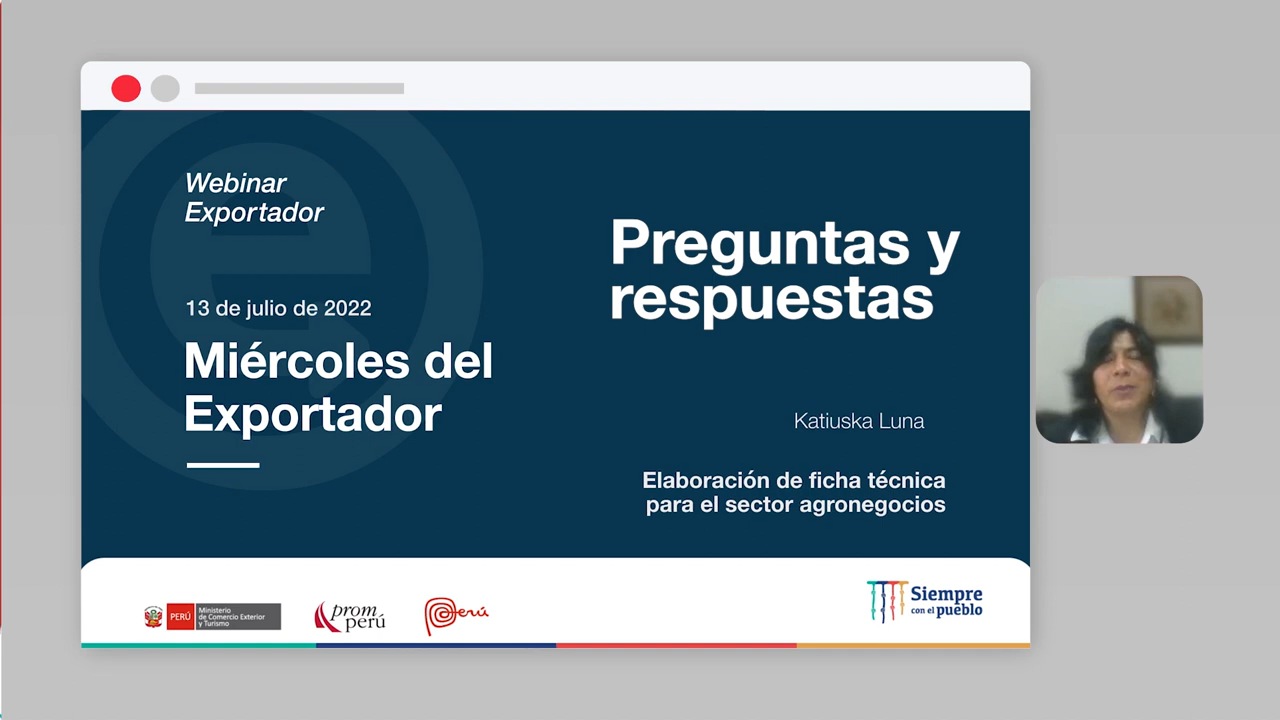 Webinar
Exportador
13 de julio de 2022
Miércoles del
Exportador
Preguntas y
respuestas
Katiuska Luna
Elaboración de ficha técnica
para el sector agronegocios
PERÚ
Ministerio
de Comercio Exterior
y Turismo
prom
perú
Perú
Siempre
con el pueblo